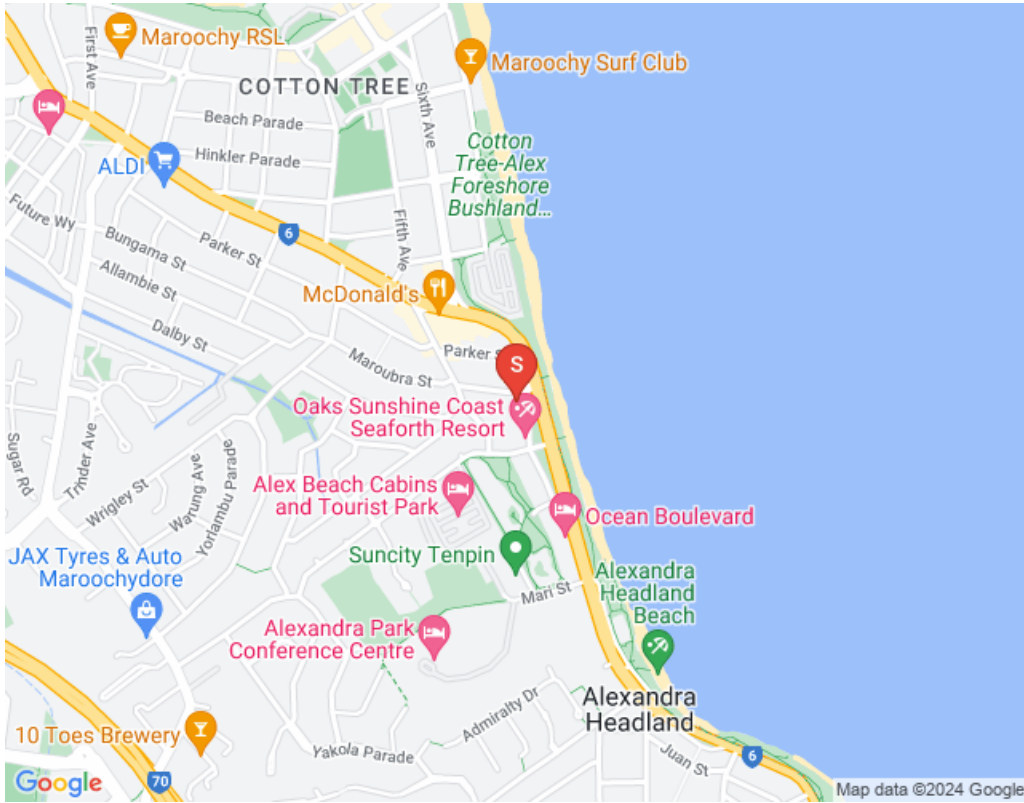 Maroochy RSL
First Ave
Maroochy Surf Club
COTTON TREE
Sixth Ave
Beach Parade
Cotton
Tree-Alex
Foreshore
Bushland...
Hinkler Parade
ALDI
Future Wy
Parker St
6
Fifth Ave
Bungama St
Allambie St
McDonald's
Dalby St
Parker S
Maroubra St
S
Oaks Sunshine Coast
Seaforth Resort
Sugar Rd
Trinder Ave
Wrigley St
Warung Ave
Yorlambu Parade
Alex Beach Cabins
and Tourist Park
Ocean Boulevard
JAX Tyres & Auto
Maroochydore
Suncity Tenpin
Alexandra
Headland
Beach
Mari St
Alexandra Park
Conference Centre
Alexandra
Headland
Admiralty Dr
10 Toes Brewery
Yakola Parade
Juan St
6
70
Google
Map data ©2024 Google